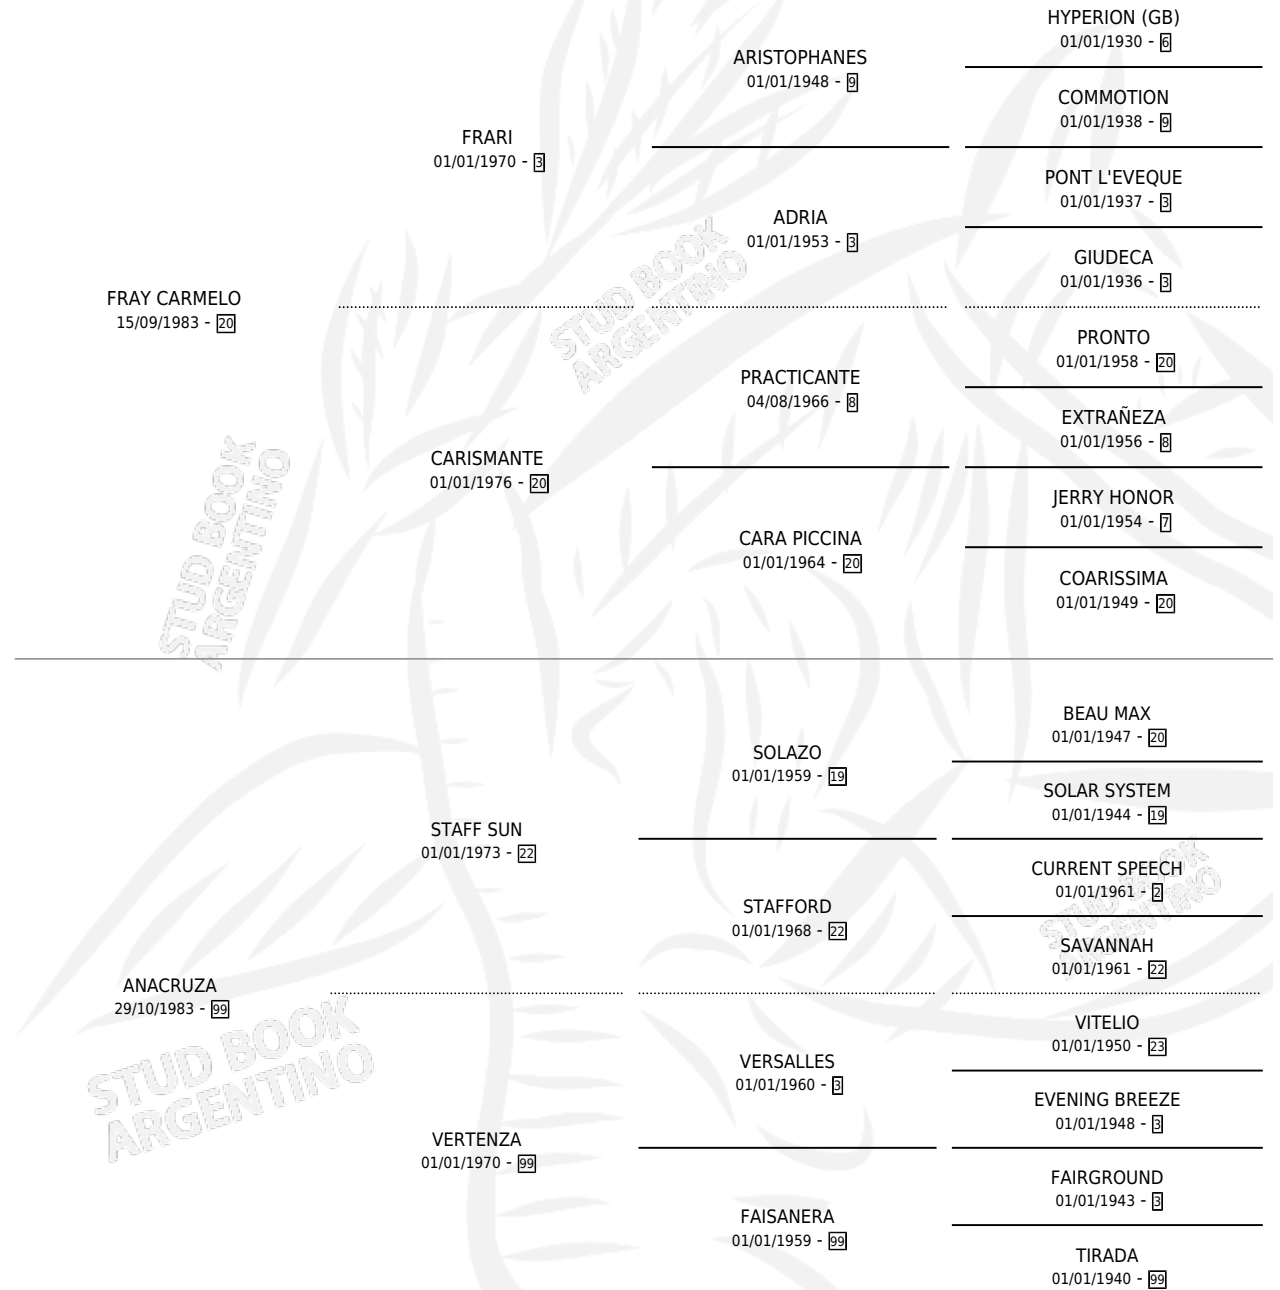 HYPERION (GB)
01/01/1930 - 6
ARISTOPHANES
01/01/1948 - 9
COMMOTION
01/01/1938 - 9
FRARI
01/01/1970 - 3
PONT L'EVEQUE
01/01/1937 - 3
ADRIA
01/01/1953 - 3
GIUDECA
01/01/1936 - 3
FRAY CARMELO
15/09/1983 - 20
PRONTO
01/01/1958 - 20
PRACTICANTE
04/08/1966 - 8
EXTRAÑEZA
01/01/1956 - 8
CARISMANTE
01/01/1976 - 20
JERRY HONOR
01/01/1954 - 7
CARA PICCINA
01/01/1964 - 20
COARISSIMA
01/01/1949 - 20
STUD BOOK
ARGENTINO
STUD BOOK
ARGENTINO
BEAU MAX
01/01/1947 - 20
SOLAZO
01/01/1959 - 19
SOLAR SYSTEM
01/01/1944 - 19
STAFF SUN
01/01/1973 - 22
CURRENT SPEECH
01/01/1961 - 2
STAFFORD
01/01/1968 - 22
SAVANNAH
01/01/1961 - 22
ANACRUZA
29/10/1983 - 99
VITELIO
01/01/1950 - 23
VERSALLES
01/01/1960 - 3
EVENING BREEZE
01/01/1948 - 3
VERTENZA
01/01/1970 - 99
FAIRGROUND
01/01/1943 - 3
FAISANERA
01/01/1959 - 99
TIRADA
01/01/1940 - 99
STUD BOOK
ARGENTINO
STUD BOOK
ARGENTINO